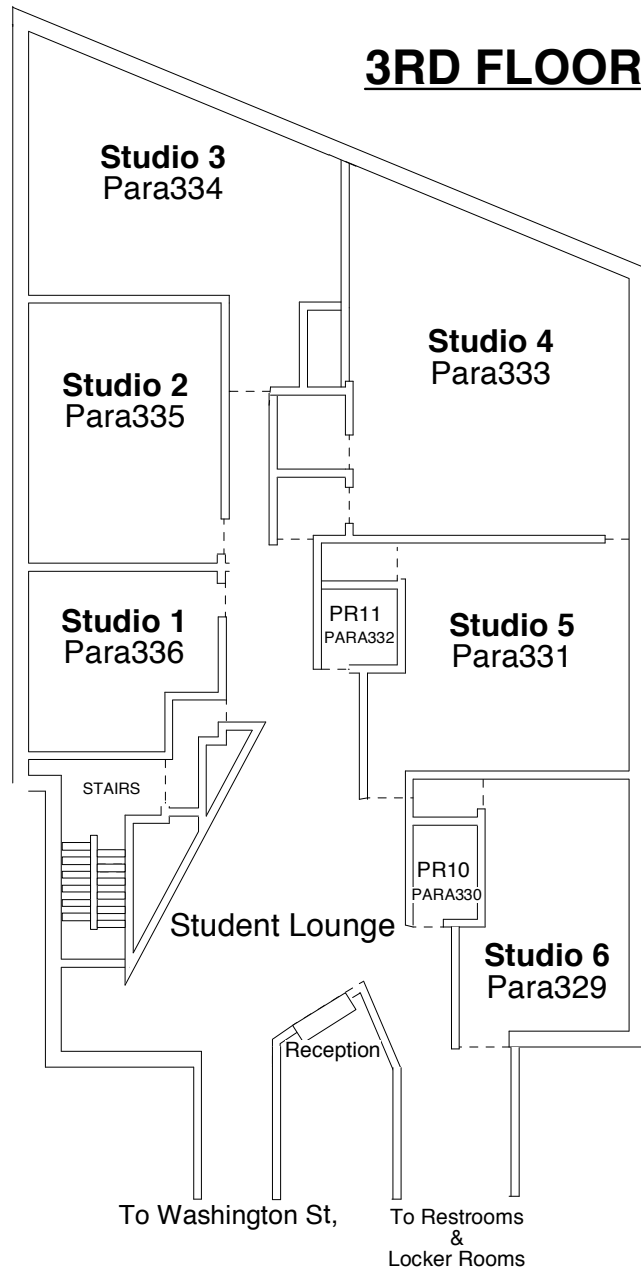 3RD FLOOR
Studio 3
Para334
Studio 4
Para333
Studio 2
Para335
Studio 1
Para336
PR11
PARA332
Studio 5
Para331
STAIRS
PR10
PARA330
Student Lounge
Studio 6
Para329
Reception
To Washington St,
To Restrooms
&
Locker Rooms